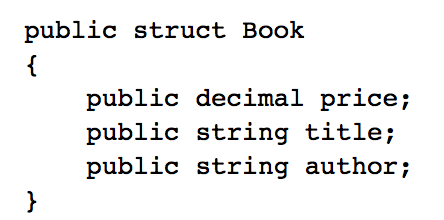 public struct Book
{
    public decimal price;
    public string title;
    public string author;
}